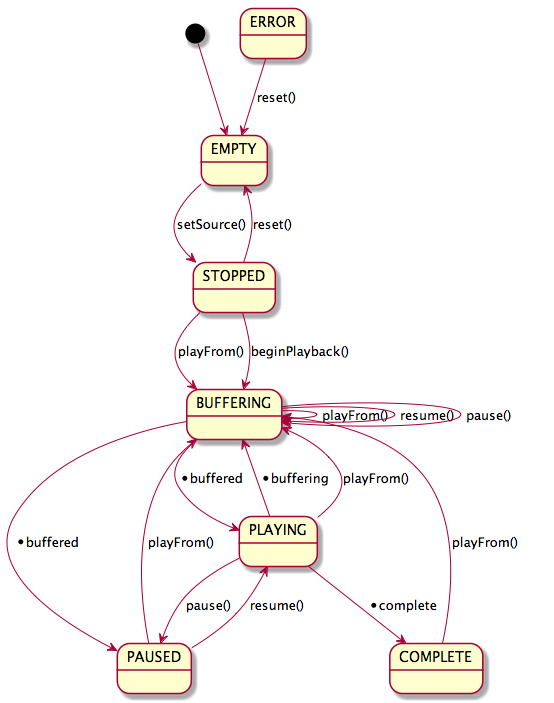 ERROR
reset()
EMPTY
setSource()
reset()
STOPPED
playFrom()
beginPlayback()
BUFFERING
playFrom()
resume()
pause()
•buffered
•buffering
playFrom()
PLAYING
•buffered
playFrom()
playFrom()
pause()
resume()
•complete
PAUSED
COMPLETE